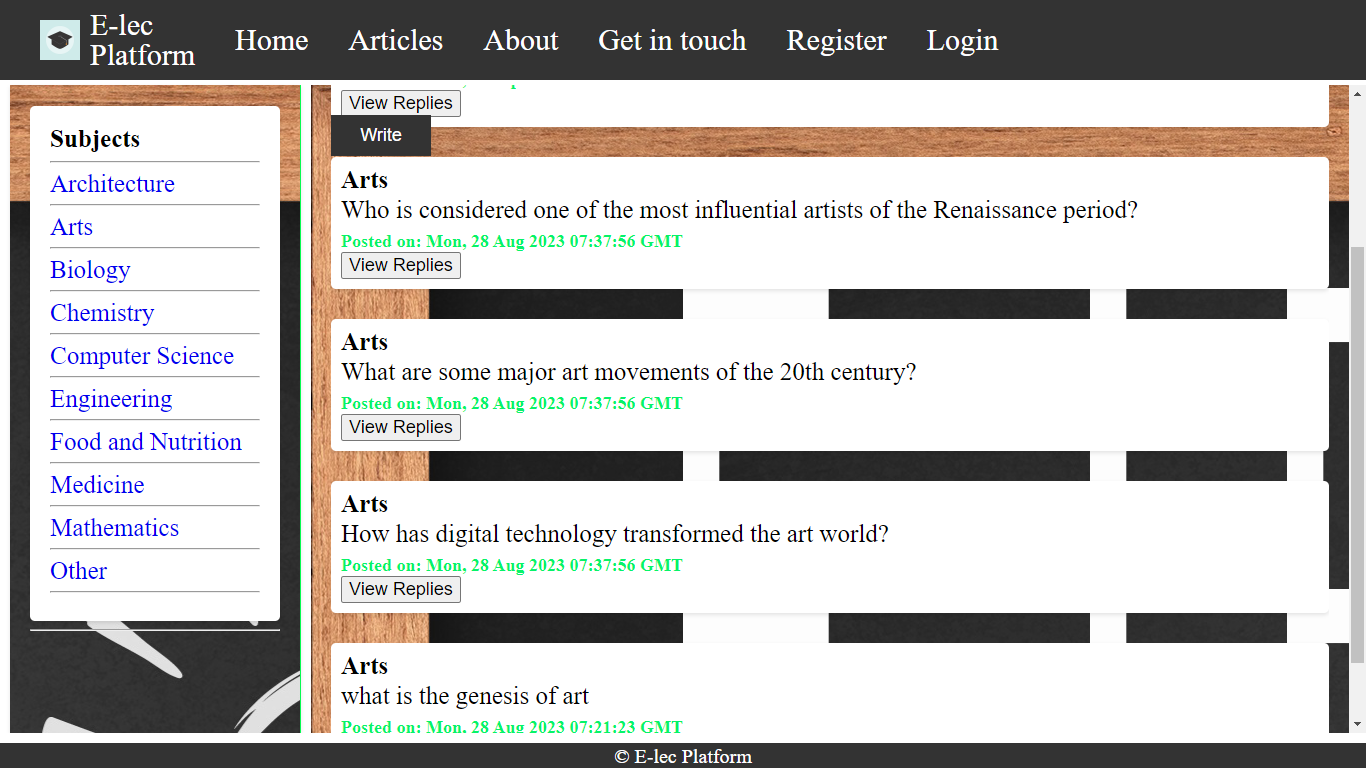 E-lec
Platform
Home
Articles
About
Get in touch
Register
Login
Subjects
Architecture
Arts
Biology
Chemistry
Computer Science
Engineering
Food and Nutrition
Medicine
Mathematics
Other
View Replies
Write
Arts
Who is considered one of the most influential artists of the Renaissance period?
Posted on: Mon, 28 Aug 2023 07:37:56 GMT
View Replies
Arts
What are some major art movements of the 20th century?
Posted on: Mon, 28 Aug 2023 07:37:56 GMT
View Replies
Arts
How has digital technology transformed the art world?
Posted on: Mon, 28 Aug 2023 07:37:56 GMT
View Replies
Arts
what is the genesis of art
Posted on: Mon, 28 Aug 2023 07:21:23 GMT
© E-lec Platform